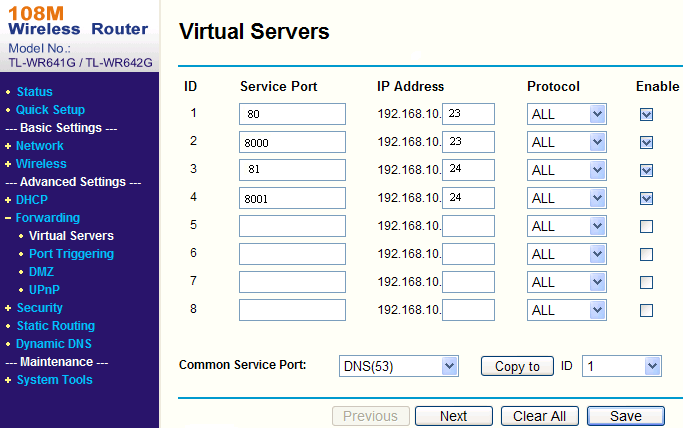 108M
Wireless Router
Model No.:
TL-WR641G / TL-WR642G
Status
Quick Setup
--- Basic Settings ---
Network
Wireless
--- Advanced Settings ---
DHCP
Forwarding
Virtual Servers
Port Triggering
DMZ
UPnP
Security
Static Routing
Dynamic DNS
--- Maintenance ---
System Tools
Virtual Servers
ID Service Port IP Address Protocol Enable
1 80 192.168.10. 23 ALL
2 8000 192.168.10. 23 ALL
3 81 192.168.10. 24 ALL
4 8001 192.168.10. 24 ALL
5 192.168.10. ALL
6 192.168.10. ALL
7 192.168.10. ALL
8 192.168.10. ALL
Common Service Port: DNS(53) Copy to ID 1
Previous Next Clear All Save